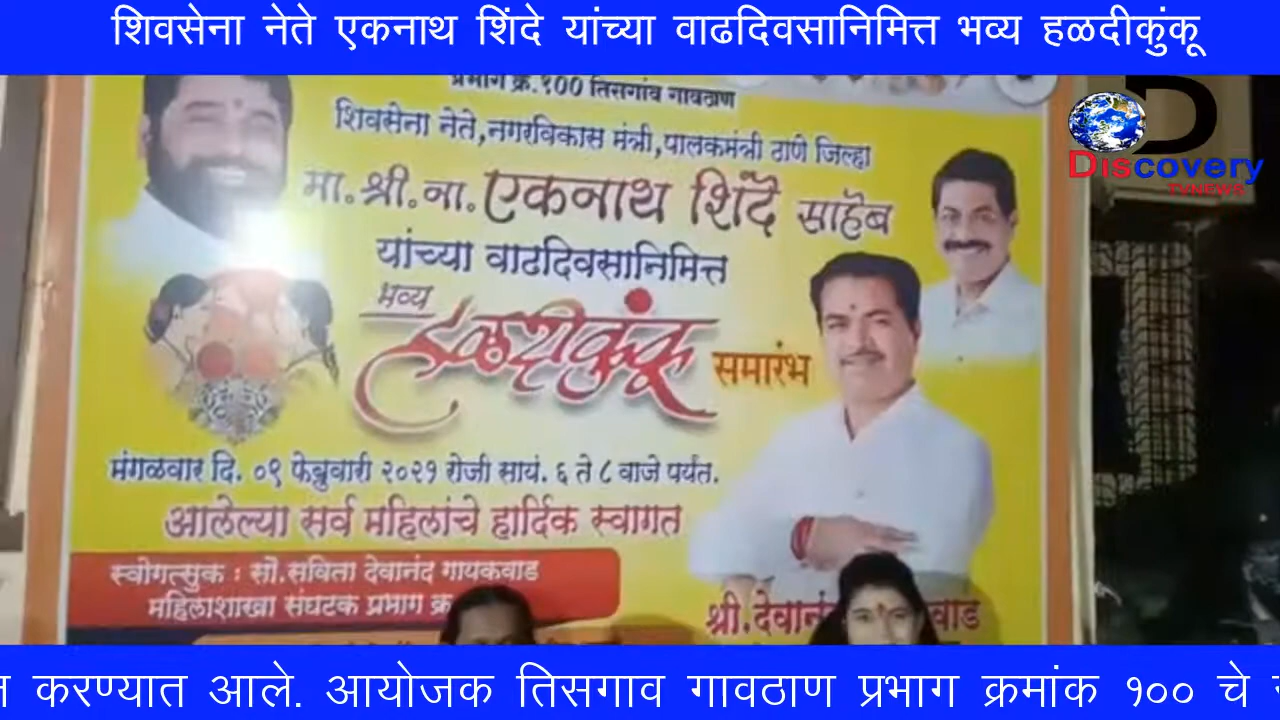 शिवसेना नेते एकनाथ शिंदे यांच्या वाढदिवसानिमित्त भव्य हळदीकुंकू
प्रभाग क्र.१00 तिसगांव गावठाण
शिवसेना नेते,नगरविकास मंत्री,पालकमंत्री ठाणे जिल्हा
मा.श्री.ना.एकनाथ शिंदे साहेब
यांच्या वाढदिवसानिमित्त
भव्य
हळदीकुंकू समारंभ
मंगळवार दि. ०९ फेब्रुवारी २०२१ रोजी सायं. ६ ते ८ वाजे पर्यंत.
आलेल्या सर्व महिलांचे हार्दिक स्वागत
स्वोगत्सुक : सौ.सविता देवानंद गायकवाड
महिलाशाखा संघटक प्रभाग क्र
श्री.देवानं वाड
D
Discovery
TVNEWS
करण्यात आले. आयोजक तिसगाव गावठाण प्रभाग क्रमांक १०० चे